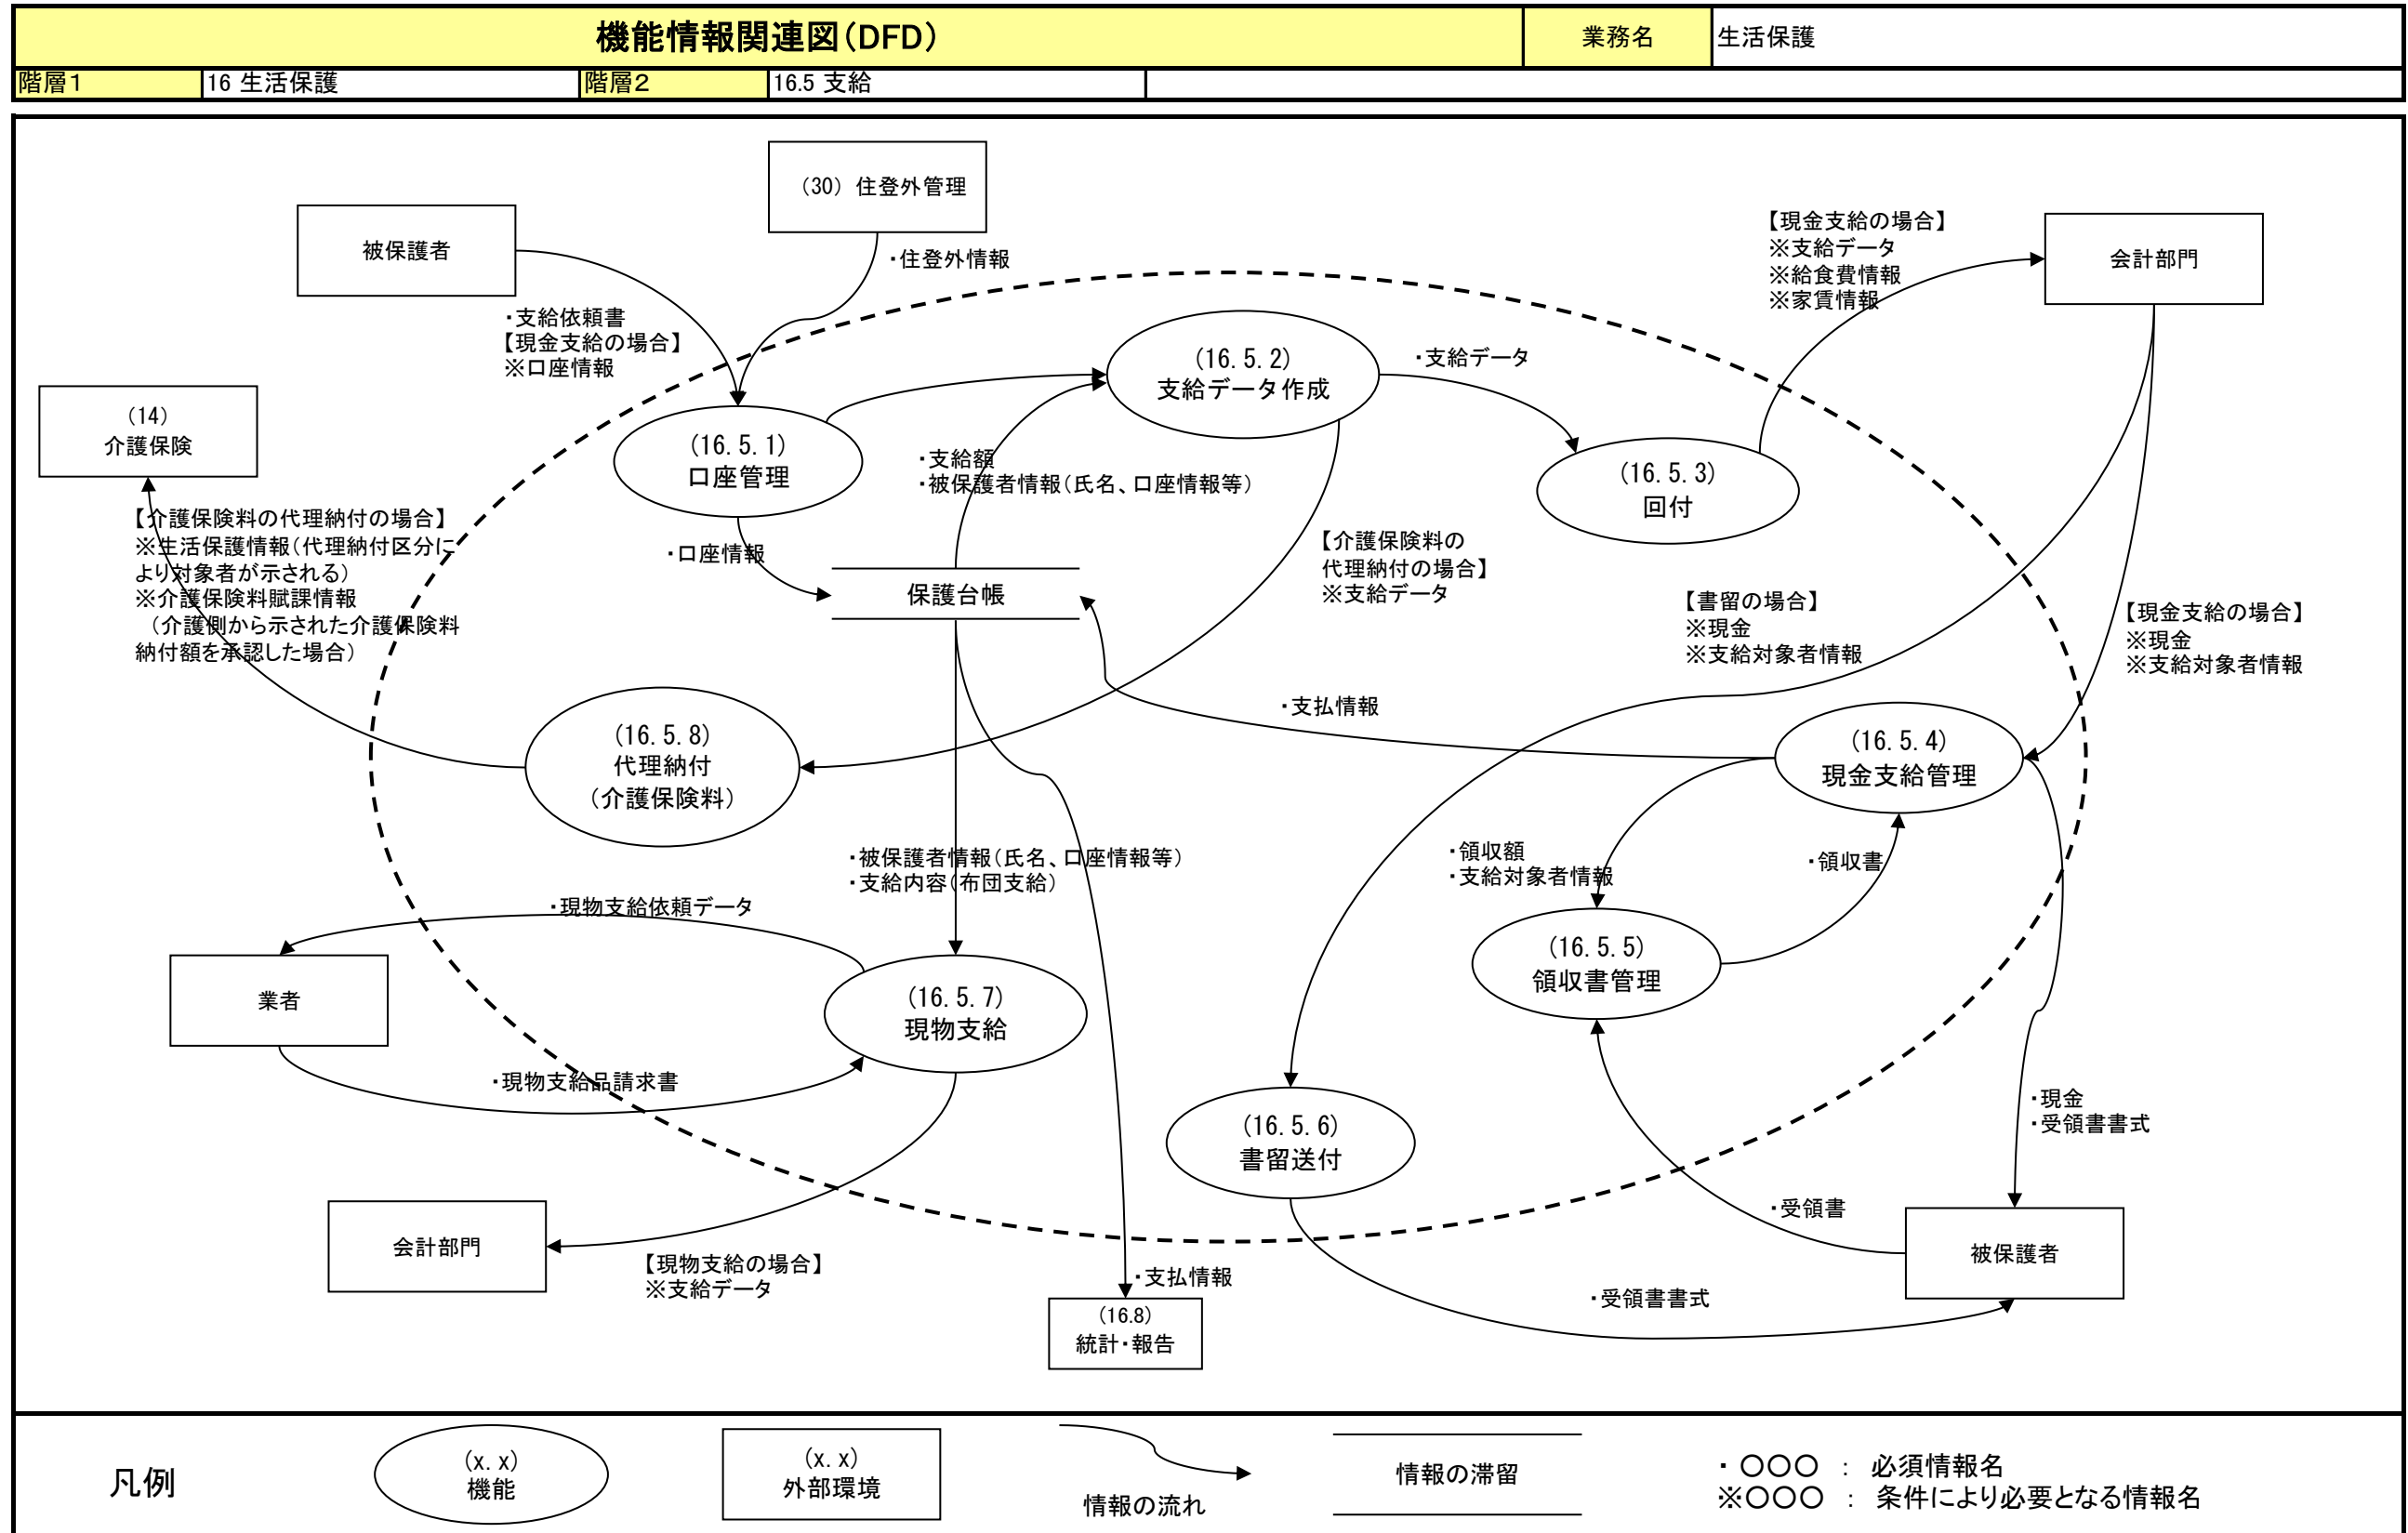 機能情報関連図(DFD)
業務名
生活保護
階層1
16 生活保護
階層2
16.5 支給
(30) 住登外管理
被保護者
・住登外情報
【現金支給の場合】
※支給データ
※給食費情報
※家賃情報
会計部門
・支給依頼書
【現金支給の場合】
※口座情報
(16.5.2)
支給データ作成
・支給データ
(14)
介護保険
(16.5.1)
口座管理
・支給額
・被保護者情報(氏名、口座情報等)
(16.5.3)
回付
【介護保険料の代理納付の場合】
※生活保護情報(代理納付区分に
より対象者が示される)
※介護保険料賦課情報
(介護側から示された介護保険料
納付額を承認した場合)
・口座情報
【介護保険料の
代理納付の場合】
※支給データ
保護台帳
【書留の場合】
※現金
※支給対象者情報
【現金支給の場合】
※現金
※支給対象者情報
・支払情報
(16.5.8)
代理納付
(介護保険料)
(16.5.4)
現金支給管理
・被保護者情報(氏名、口座情報等)
・支給内容(布団支給)
・領収額
・支給対象者情報
・領収書
・現物支給依頼データ
業者
(16.5.7)
現物支給
(16.5.5)
領収書管理
・現物支給品請求書
(16.5.6)
書留送付
・現金
・受領書書式
会計部門
【現物支給の場合】
※支給データ
・受領書
被保護者
・支払情報
・受領書書式
(16.8)
統計・報告
凡例
(x.x)
機能
(x.x)
外部環境
情報の流れ
情報の滞留
・ 〇〇〇 : 必須情報名
※〇〇〇 : 条件により必要となる情報名